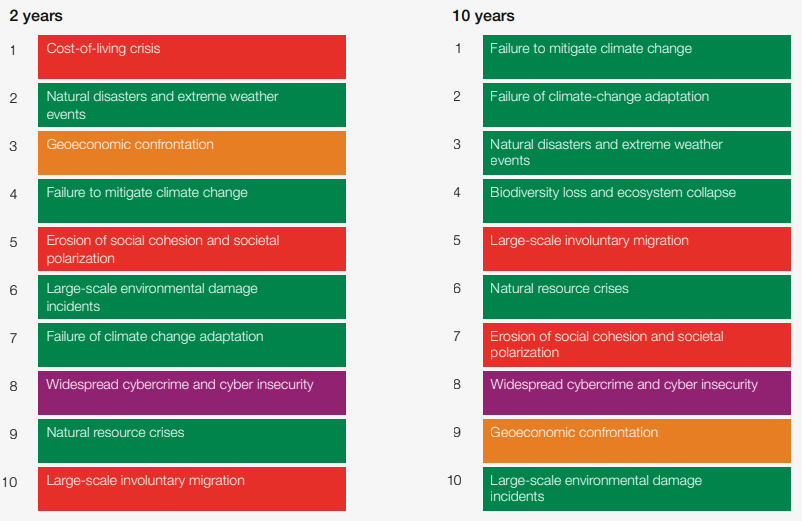 2 years
1
Cost-of-living crisis
2
Natural disasters and extreme weather
events
3
Geoeconomic confrontation
4
Failure to mitigate climate change
5
Erosion of social cohesion and societal
polarization
6
Large-scale environmental damage
incidents
7
Failure of climate change adaptation
8
Widespread cybercrime and cyber insecurity
9
Natural resource crises
10
Large-scale involuntary migration
10 years
1
Failure to mitigate climate change
2
Failure of climate-change adaptation
3
Natural disasters and extreme weather
events
4
Biodiversity loss and ecosystem collapse
5
Large-scale involuntary migration
6
Natural resource crises
7
Erosion of social cohesion and societal
polarization
8
Widespread cybercrime and cyber insecurity
9
Geoeconomic confrontation
10
Large-scale environmental damage
incidents